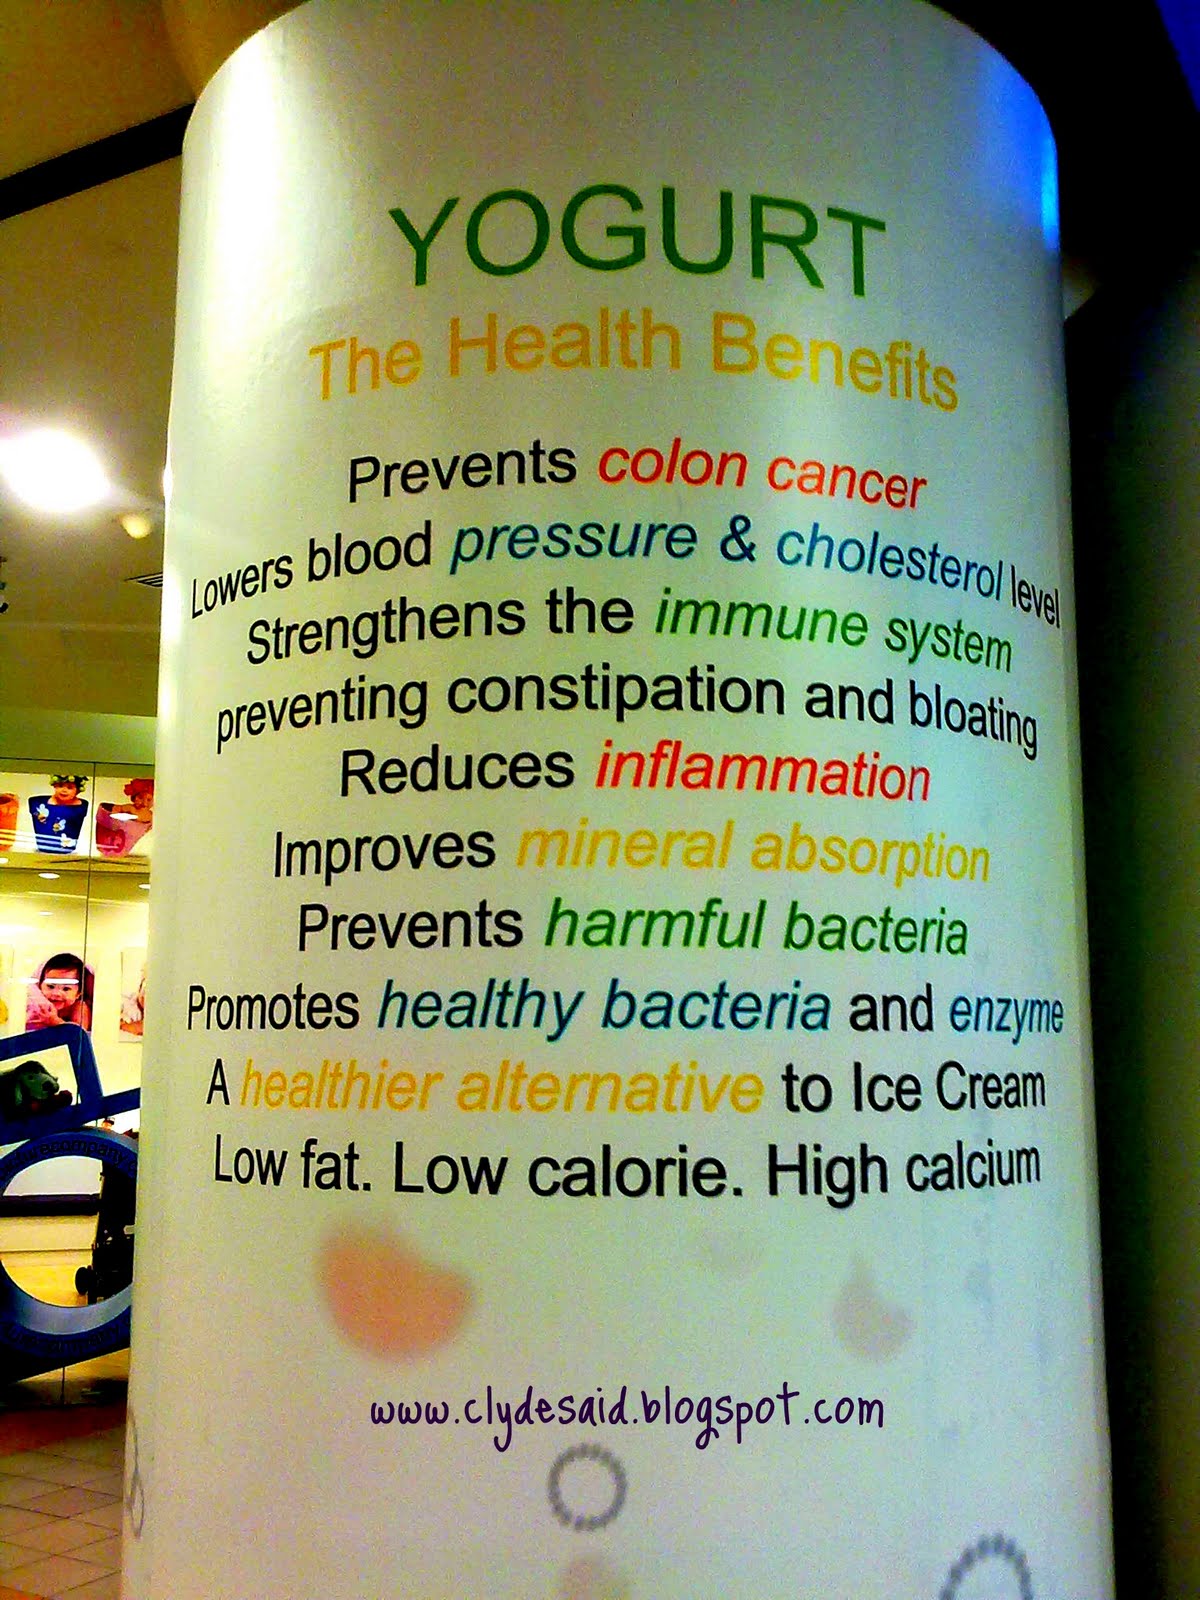 YOGURT
The Health Benefits
Prevents colon cancer
Lowers blood pressure & cholesterol level
Strengthens the immune system
preventing constipation and bloating
Reduces inflammation
Improves mineral absorption
Prevents harmful bacteria
Promotes healthy bacteria and enzyme
A healthier alternative to Ice Cream
Low fat. Low calorie. High calcium
www.clydesaid.blogspot.com